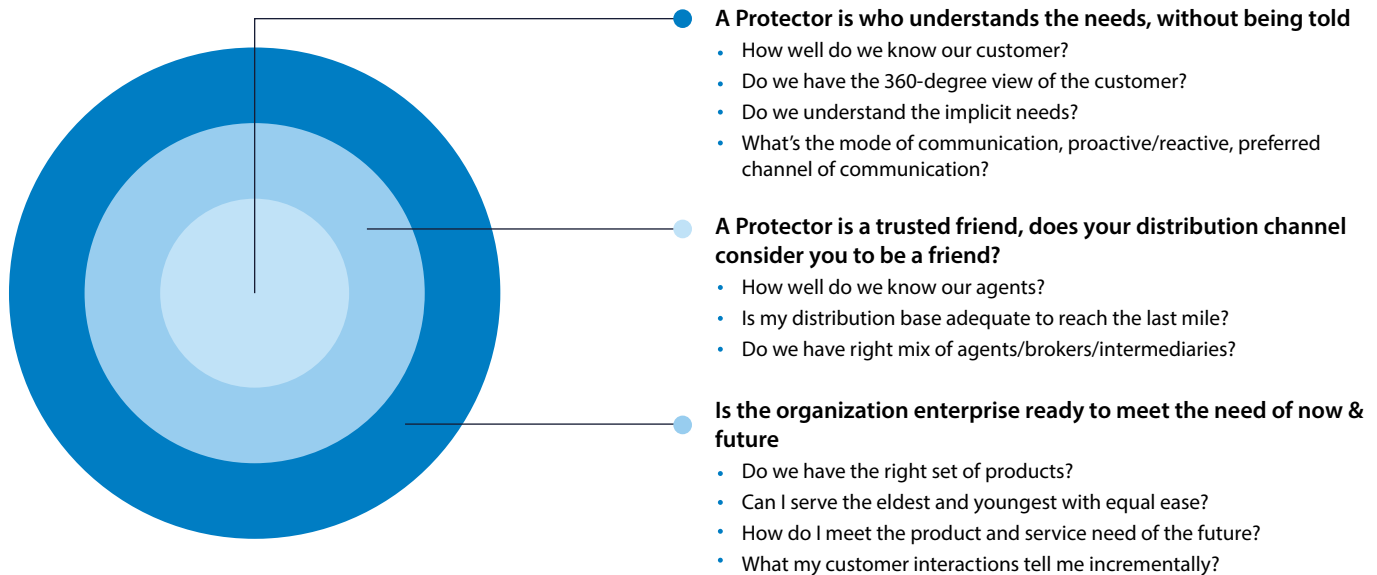 A Protector is who understands the needs, without being told
• How well do we know our customer?
• Do we have the 360-degree view of the customer?
• Do we understand the implicit needs?
• What's the mode of communication, proactive/reactive, preferred
channel of communication?
A Protector is a trusted friend, does your distribution channel
consider you to be a friend?
• How well do we know our agents?
• Is my distribution base adequate to reach the last mile?
• Do we have right mix of agents/brokers/intermediaries?
Is the organization enterprise ready to meet the need of now &
future
• Do we have the right set of products?
• Can I serve the eldest and youngest with equal ease?
• How do I meet the product and service need of the future?
• What my customer interactions tell me incrementally?